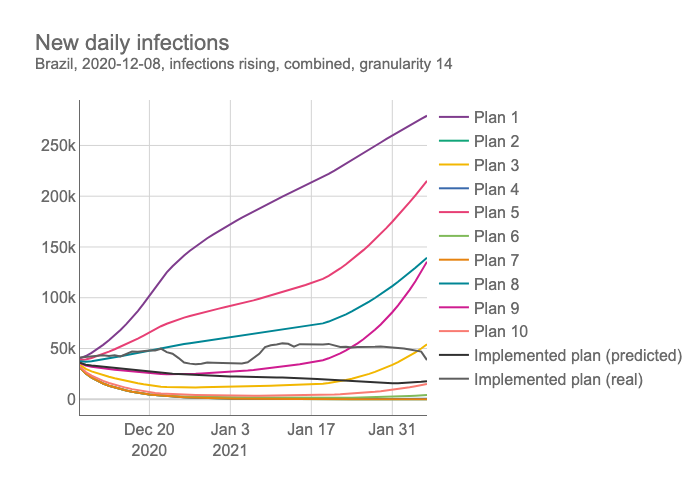 New daily infections
Brazil, 2020-12-08, infections rising, combined, granularity 14
250k
200k
150k
100k
50k
0
Dec 20
2020
Jan 3
2021
Jan 17
Jan 31
Plan 1
Plan 2
Plan 3
Plan 4
Plan 5
Plan 6
Plan 7
Plan 8
Plan 9
Plan 10
Implemented plan (predicted)
Implemented plan (real)